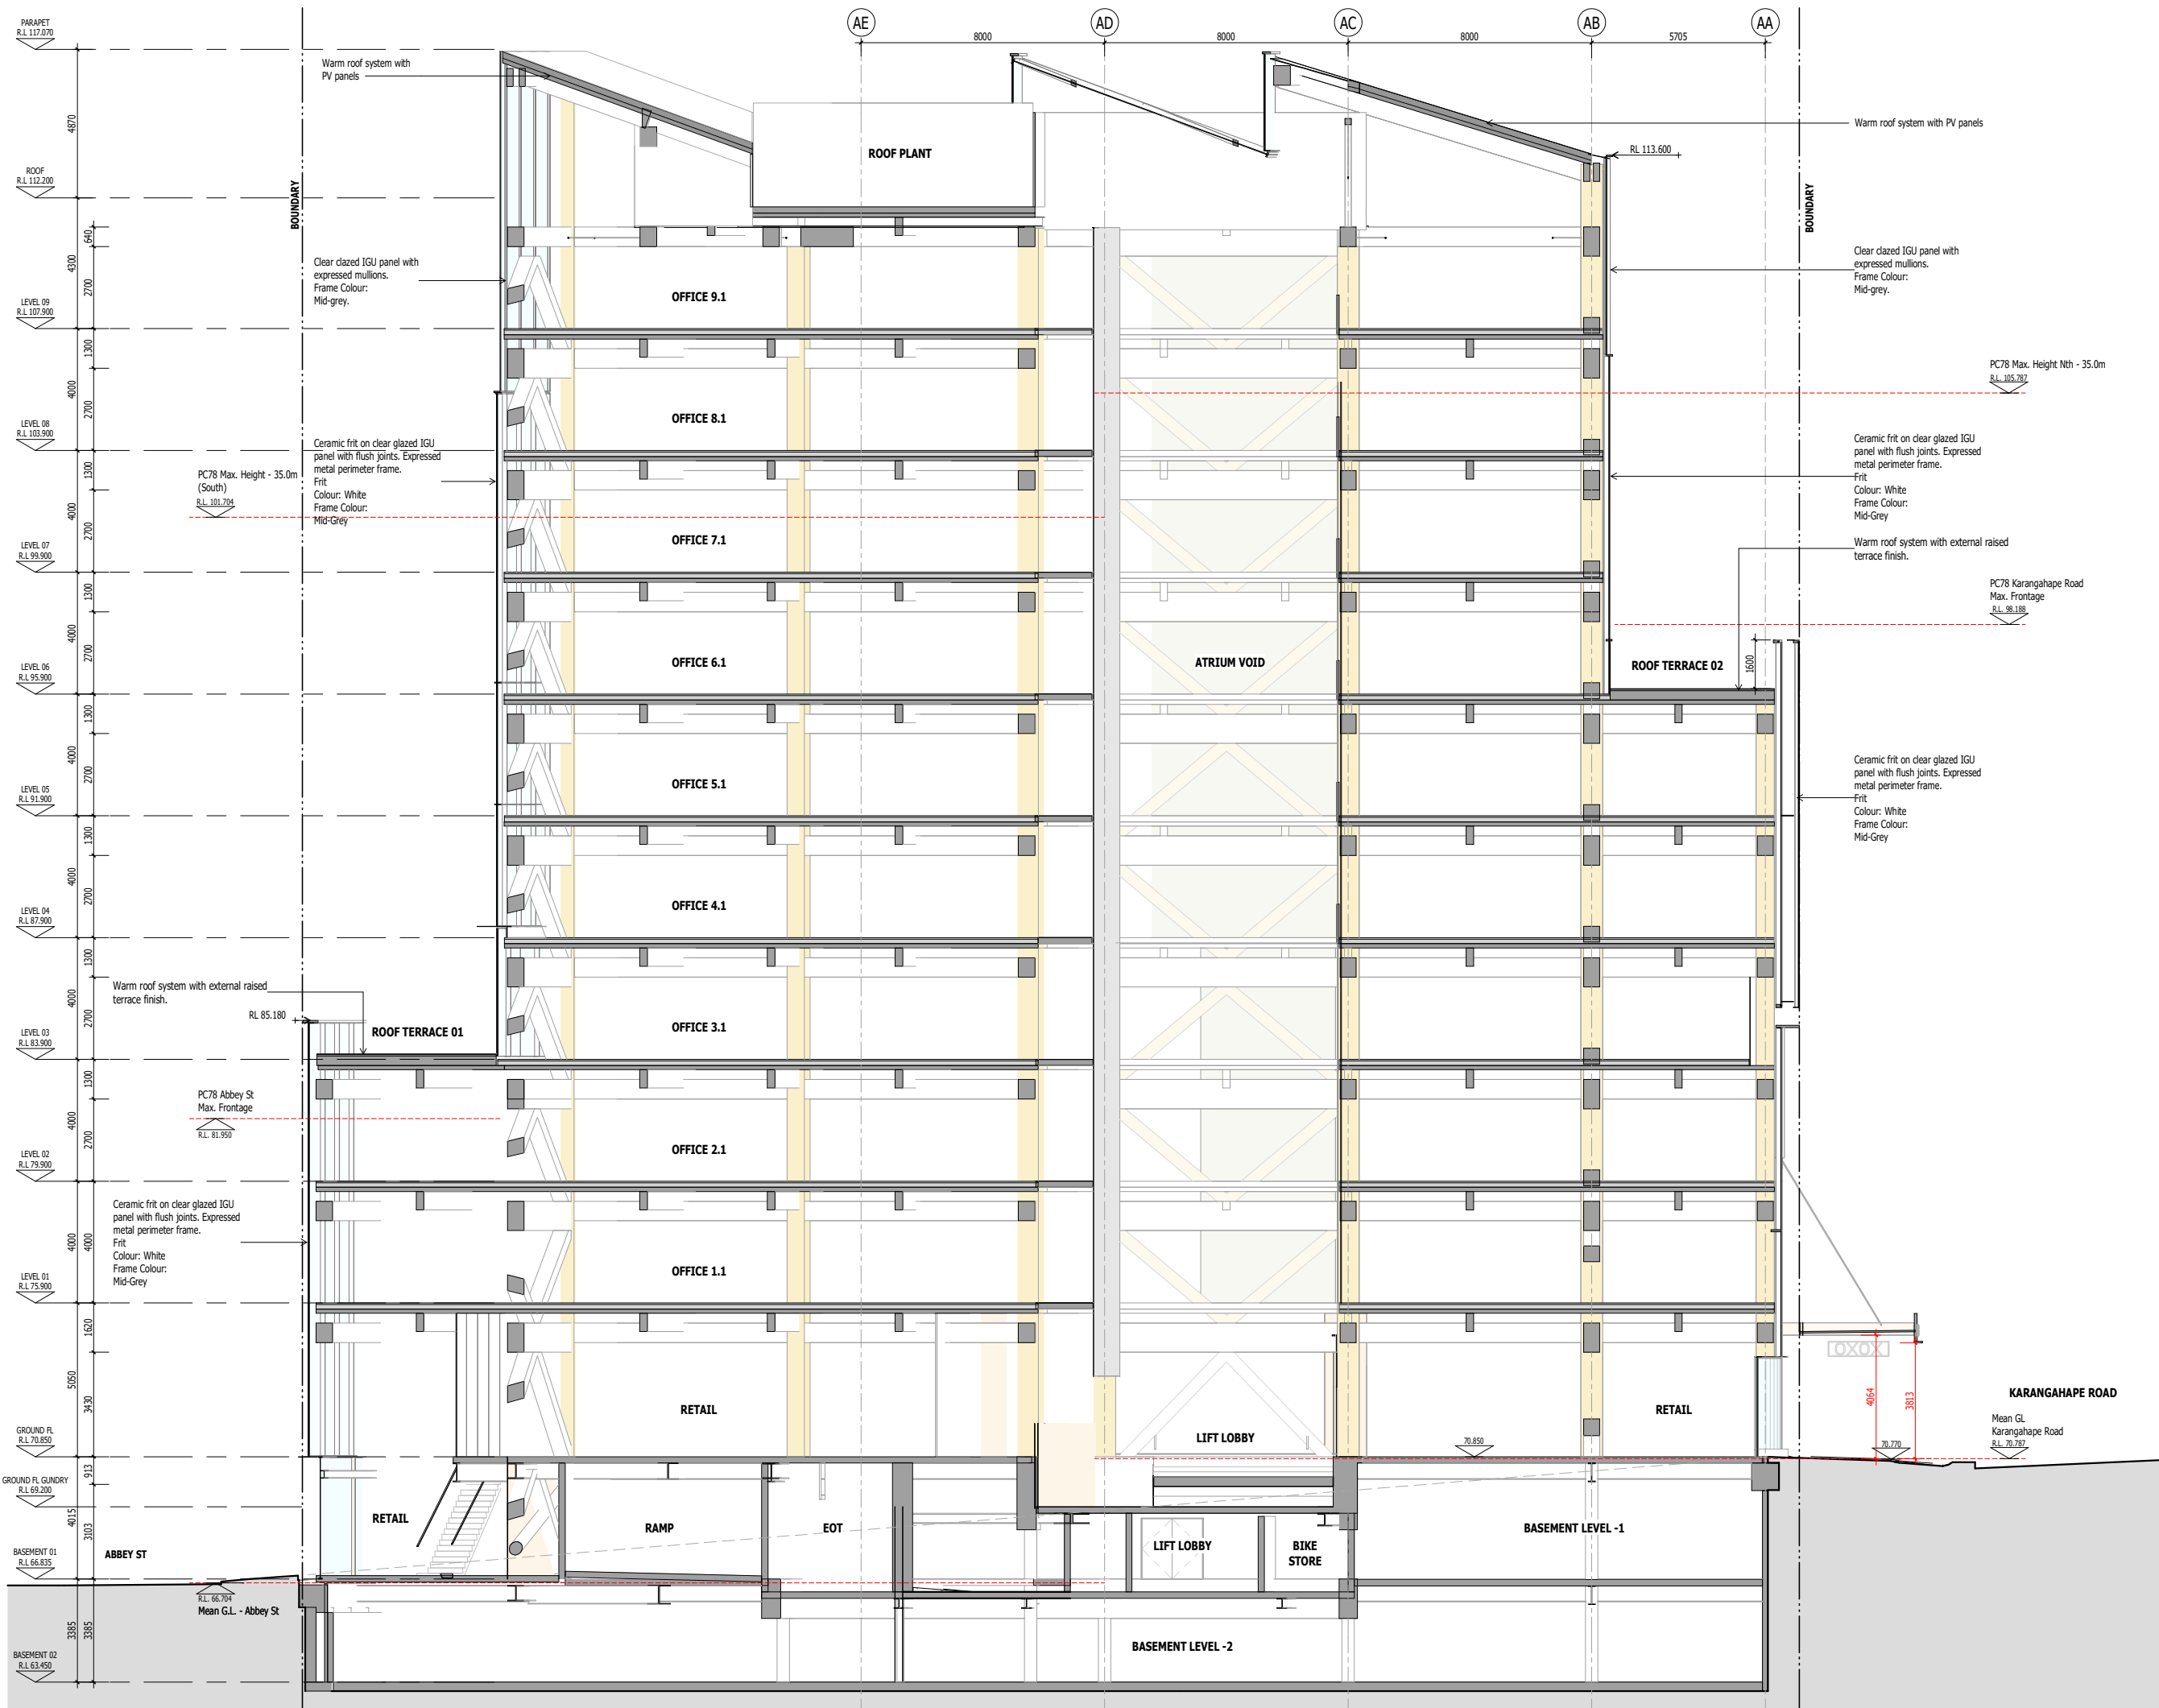 AE
AD
AC
AB
AA
8000
8000
8000
5705
PARAPET
R.L 117.070
ROOF
R.L 112.200
LEVEL 09
R.L 107.900
LEVEL 08
R.L 103.900
LEVEL 07
R.L 99.900
LEVEL 06
R.L 95.900
LEVEL 05
R.L 91.900
LEVEL 04
R.L 87.900
LEVEL 03
R.L 83.900
LEVEL 02
R.L 79.900
LEVEL 01
R.L 75.900
GROUND FL
R.L 70.850
GROUND FL GUNDRY
R.L 69.200
BASEMENT 01
R.L 66.835
BASEMENT 02
R.L 63.450
4870
4300
4000
4000
4000
4000
4000
4000
4000
4000
5050
4015
3385
640
2700
1300
2700
1300
2700
1300
2700
1300
2700
1300
2700
1300
2700
1300
2700
4000
1620
3430
913
3103
3385
BOUNDARY
Warm roof system with
PV panels
Clear clazed IGU panel with
expressed mullions.
Frame Colour:
Mid-grey.
Ceramic frit on clear glazed IGU
panel with flush joints. Expressed
metal perimeter frame.
Frit
Colour: White
Frame Colour:
Mid-Grey
PC78 Max. Height - 35.0m
(South)
R.L. 101.704
Warm roof system with external raised
terrace finish.
RL 85.180
ROOF TERRACE 01
PC78 Abbey St
Max. Frontage
R.L. 81.950
Ceramic frit on clear glazed IGU
panel with flush joints. Expressed
metal perimeter frame.
Frit
Colour: White
Frame Colour:
Mid-Grey
ABBEY ST
R.L. 66.704
Mean G.L. - Abbey St
ROOF PLANT
OFFICE 9.1
OFFICE 8.1
OFFICE 7.1
OFFICE 6.1
OFFICE 5.1
OFFICE 4.1
OFFICE 3.1
OFFICE 2.1
OFFICE 1.1
ATRIUM VOID
RETAIL
LIFT LOBBY
RETAIL
70.850
70.770
RETAIL
RAMP
EOT
LIFT LOBBY
BIKE
STORE
BASEMENT LEVEL -1
BASEMENT LEVEL -2
Warm roof system with PV panels
RL 113.600
BOUNDARY
Clear clazed IGU panel with
expressed mullions.
Frame Colour:
Mid-grey.
PC78 Max. Height Nth - 35.0m
R.L. 105.787
Ceramic frit on clear glazed IGU
panel with flush joints. Expressed
metal perimeter frame.
Frit
Colour: White
Frame Colour:
Mid-Grey
Warm roof system with external raised
terrace finish.
PC78 Karangahape Road
Max. Frontage
R.L. 98.188
ROOF TERRACE 02
1600
Ceramic frit on clear glazed IGU
panel with flush joints. Expressed
metal perimeter frame.
Frit
Colour: White
Frame Colour:
Mid-Grey
XOXO
4064
3813
KARANGAHAPE ROAD
Mean GL
Karangahape Road
R.L. 70.787